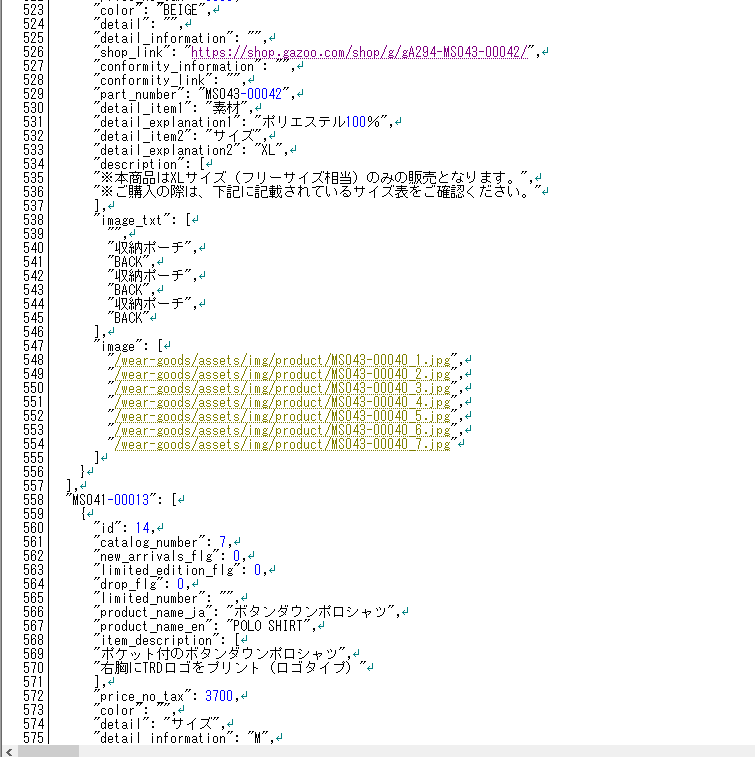 523 "color": "BEIGE",↵
524 "detail": "",↵
525 "detail_information": "",↵
526 "shop_link": "https://shop.gazoo.com/shop/g/gA294-MS043-00042/",↵
527 "conformity_information": "",↵
528 "conformity_link": "",↵
529 "part_number": "MS043-00042",↵
530 "detail_item1": "素材",↵
531 "detail_explanation1": "ポリエステル100％",↵
532 "detail_item2": "サイズ",↵
533 "detail_explanation2": "XL",↵
534 "description": [↵
535 "※本商品はXLサイズ（フリーサイズ相当）のみの販売となります。",↵
536 "※ご購入の際は、下記に記載されているサイズ表をご確認ください。"↵
537 ],↵
538 "image_txt": [↵
539 "",↵
540 "収納ポーチ",↵
541 "BACK",↵
542 "収納ポーチ",↵
543 "BACK",↵
544 "収納ポーチ",↵
545 "BACK"↵
546 ],↵
547 "image": [↵
548 "/wear-goods/assets/img/product/MS043-00040_1.jpg",↵
549 "/wear-goods/assets/img/product/MS043-00040_2.jpg",↵
550 "/wear-goods/assets/img/product/MS043-00040_3.jpg",↵
551 "/wear-goods/assets/img/product/MS043-00040_4.jpg",↵
552 "/wear-goods/assets/img/product/MS043-00040_5.jpg",↵
553 "/wear-goods/assets/img/product/MS043-00040_6.jpg",↵
554 "/wear-goods/assets/img/product/MS043-00040_7.jpg"↵
555 ]↵
556 }↵
557 ],↵
558 "MS041-00013": [↵
559 {↵
560 "id": 14,↵
561 "catalog_number": 7,↵
562 "new_arrivals_flg": 0,↵
563 "limited_edition_flg": 0,↵
564 "drop_flg": 0,↵
565 "limited_number": "",↵
566 "product_name_ja": "ボタンダウンポロシャツ",↵
567 "product_name_en": "POLO SHIRT",↵
568 "item_description": [↵
569 "ポケット付のボタンダウンポロシャツ",↵
570 "右胸にTRDロゴをプリント（ロゴタイプ）"↵
571 ],↵
572 "price_no_tax": 3700,↵
573 "color": "",↵
574 "detail": "サイズ",↵
575 "detail_information": "M",↵